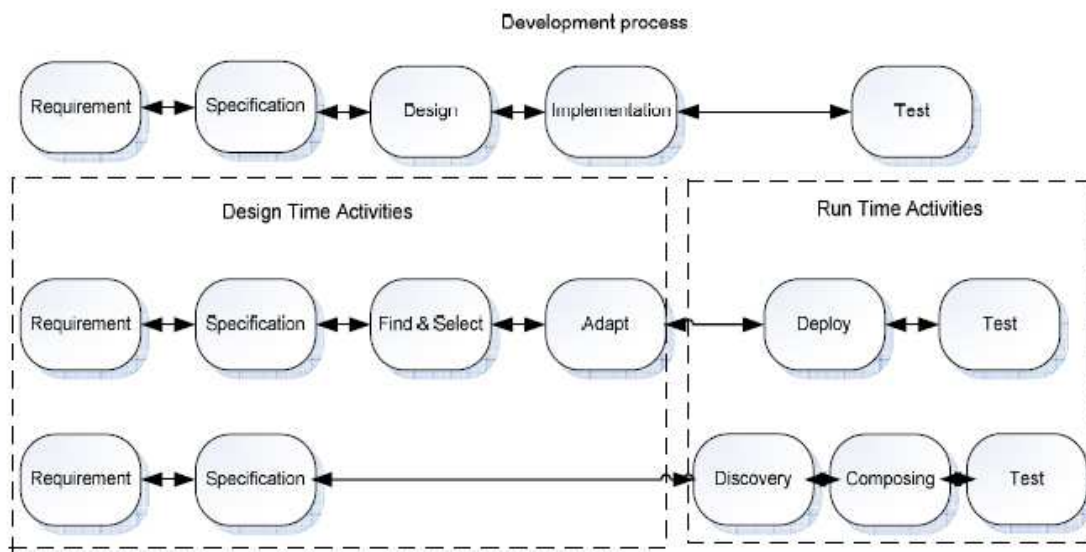 Development process
Requirement
Specification
Design
Implementation
Test
Design Time Activities
Run Time Activities
Requirement
Specification
Find & Select
Adapt
Deploy
Test
Requirement
Specification
Discovery
Composing
Test